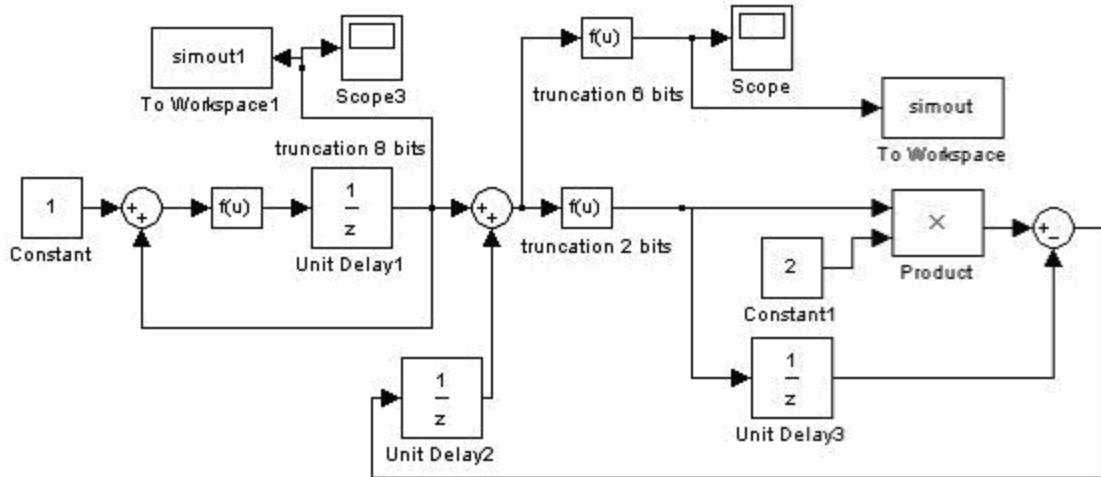 simout1
To Workspace1
Scope3
f(u)
truncation 6 bits
Scope
simout
To Workspace
truncation 8 bits
1
Constant
+
+
f(u)
1
z
Unit Delay1
+
+
f(u)
truncation 2 bits
2
Constant1
×
Product
+
−
1
z
Unit Delay2
1
z
Unit Delay3